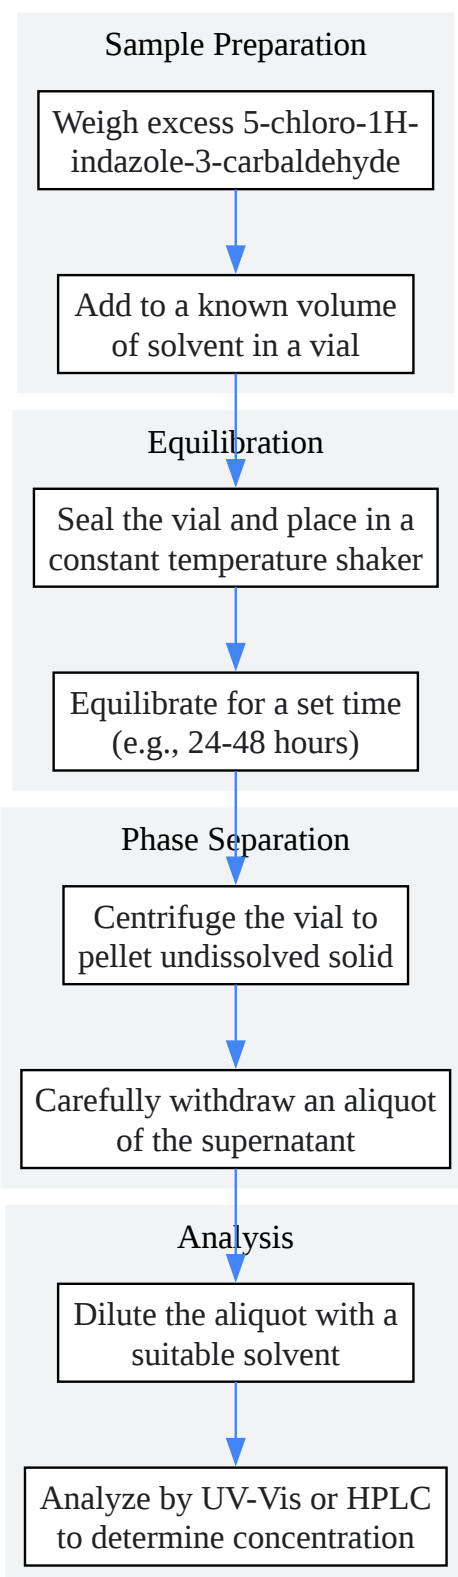 Sample Preparation
Weigh excess 5-chloro-1H-
indazole-3-carbaldehyde
Add to a known volume
of solvent in a vial
Equilibration
Seal the vial and place in a
constant temperature shaker
Equilibrate for a set time
(e.g., 24-48 hours)
Phase Separation
Centrifuge the vial to
pellet undissolved solid
Carefully withdraw an aliquot
of the supernatant
Analysis
Dilute the aliquot with a
suitable solvent
Analyze by UV-Vis or HPLC
to determine concentration